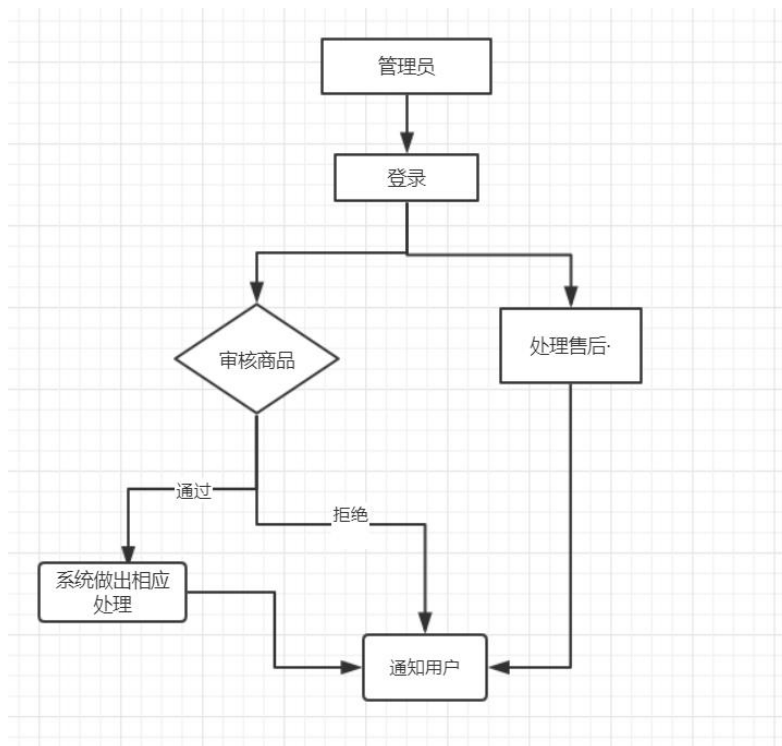 管理员
登录
审核商品
处理售后·
通过
拒绝
系统做出相应
处理
通知用户